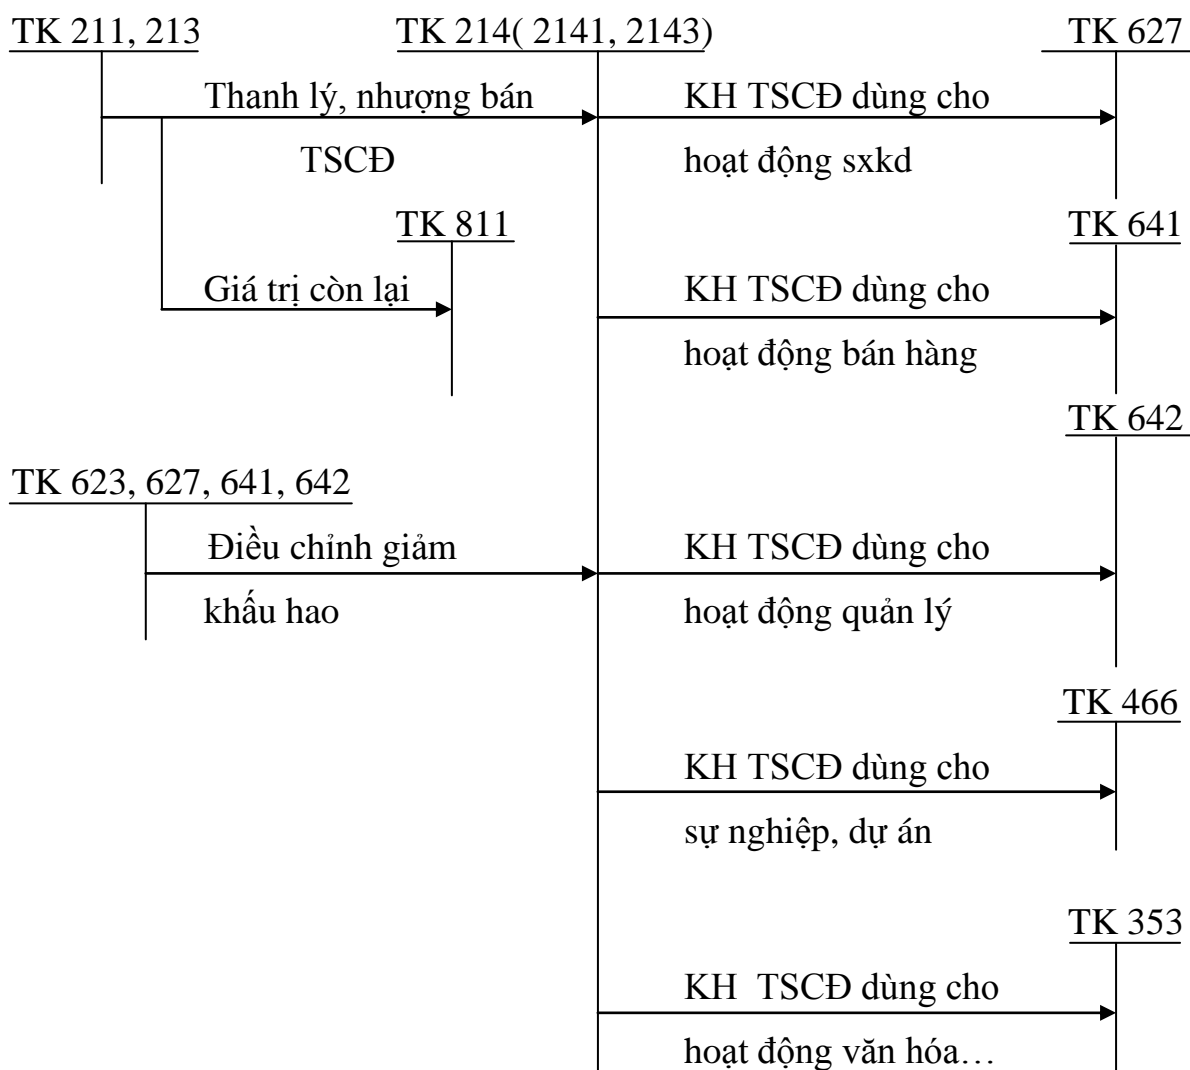 TK 211, 213 TK 214( 2141, 2143) TK 627
Thanh lý, nhượng bán KH TSCĐ dùng cho
TSCĐ hoạt động sxkd
TK 811 TK 641
Giá trị còn lại KH TSCĐ dùng cho
hoạt động bán hàng
TK 642
TK 623, 627, 641, 642
Điều chỉnh giảm KH TSCĐ dùng cho
khấu hao hoạt động quản lý
TK 466
KH TSCĐ dùng cho
sự nghiệp, dự án
TK 353
KH TSCĐ dùng cho
hoạt động văn hóa…